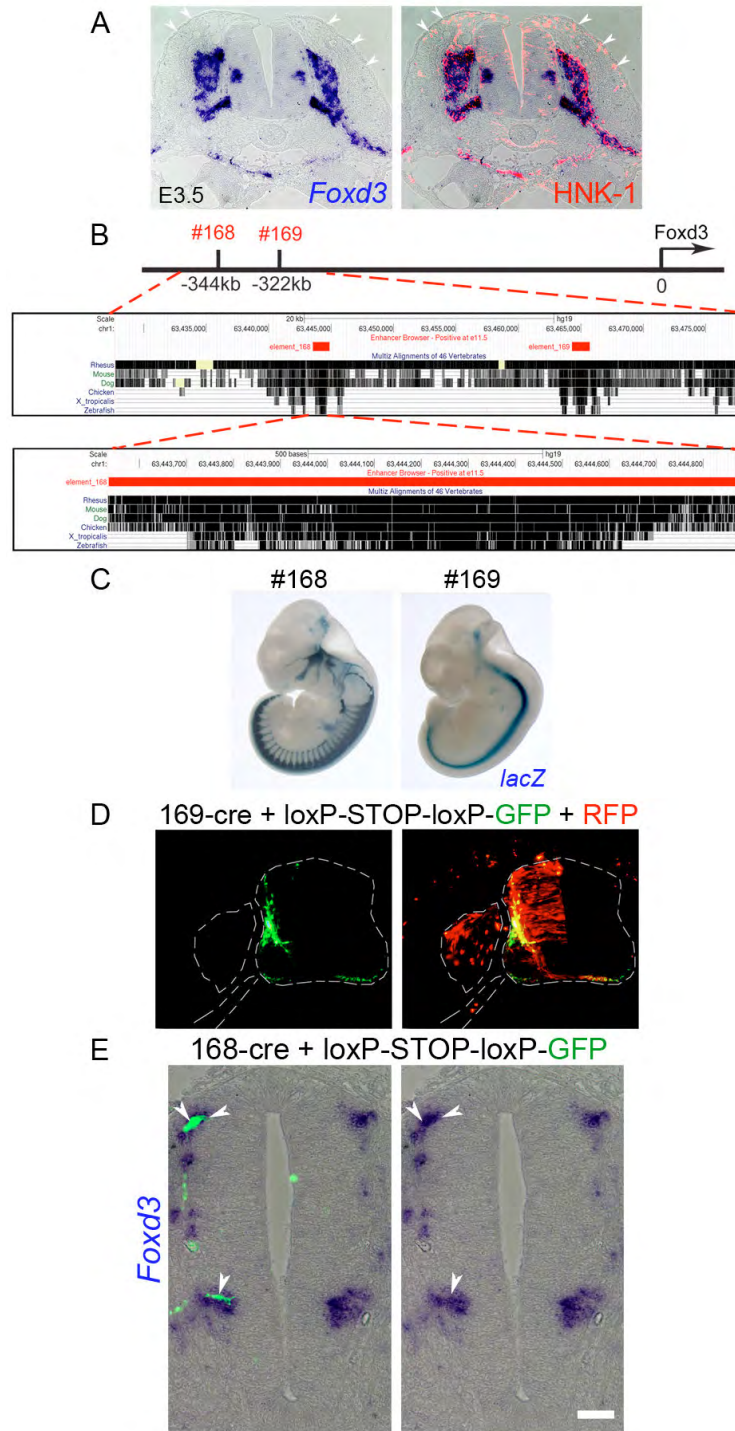 A
E3.5
Foxd3
HNK-1
B
#168 #169 Foxd3
-344kb -322kb 0
Scale 20 kb hg19
chr1: 63,435,000 63,440,000 63,445,000 63,450,000 63,455,000 63,460,000 63,465,000 63,470,000 63,475,000
Enhancer Browser - Positive at e11.5
element_168 element_169
Multiz Alignments of 46 Vertebrates
Rhesus
Mouse
Dog
Chicken
X_tropicalis
Zebrafish
Scale 500 bases hg19
chr1: 63,443,700 63,443,800 63,443,900 63,444,000 63,444,100 63,444,200 63,444,300 63,444,400 63,444,500 63,444,600 63,444,700 63,444,800
Enhancer Browser - Positive at e11.5
element_168
Multiz Alignments of 46 Vertebrates
Rhesus
Mouse
Dog
Chicken
X_tropicalis
Zebrafish
C
#168 #169
lacZ
D
169-cre + loxP-STOP-loxP-GFP + RFP
E
168-cre + loxP-STOP-loxP-GFP
Foxd3